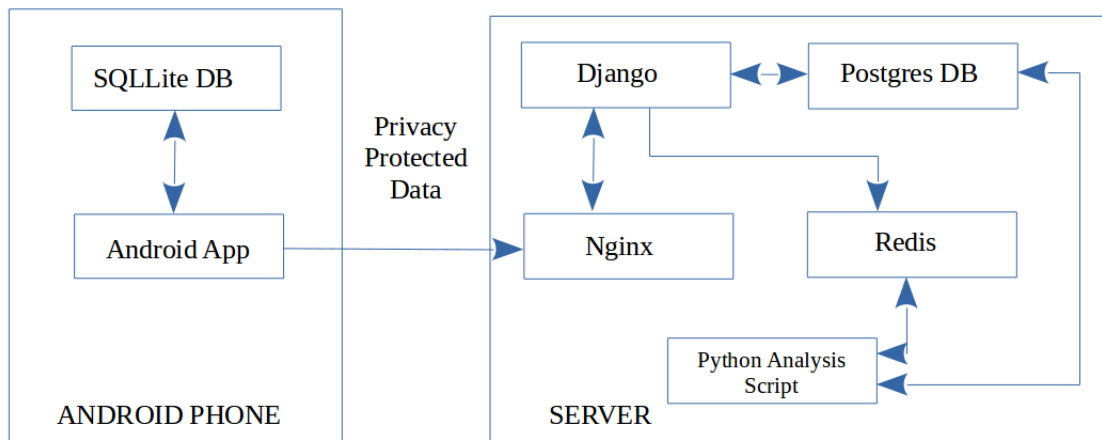 SQLLite DB
Android App
ANDROID PHONE
Privacy
Protected
Data
Django
Postgres DB
Nginx
Redis
Python Analysis
Script
SERVER